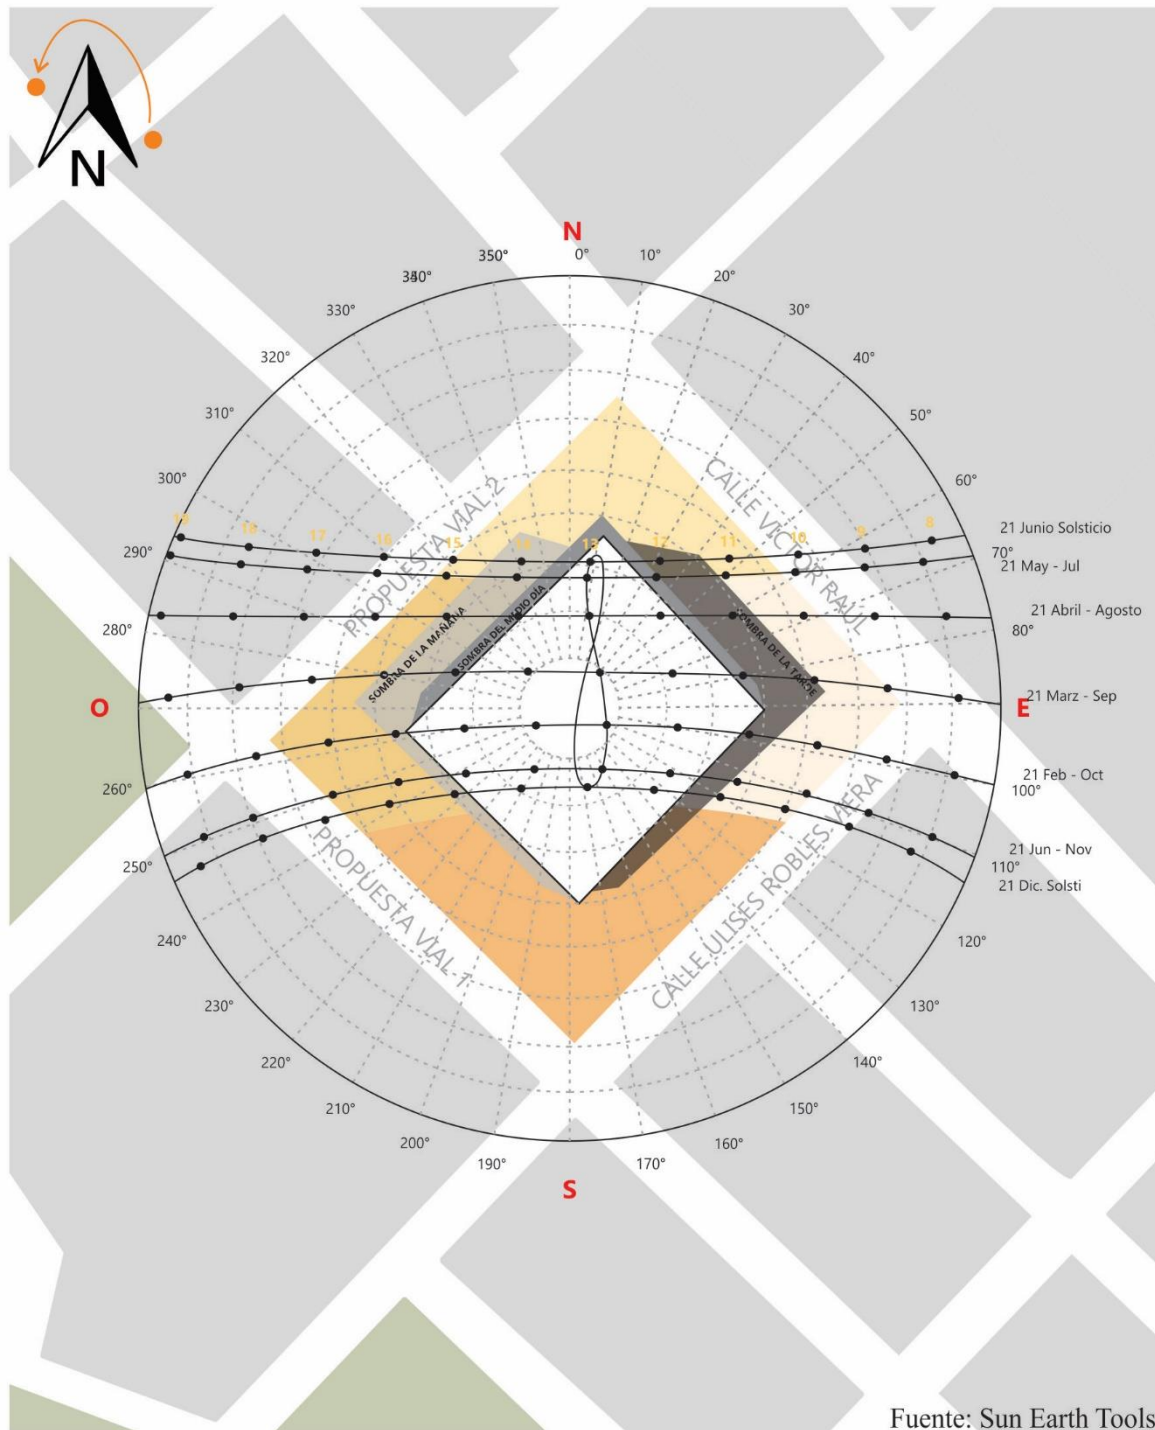 N
N
0°
10°
20°
30°
40°
50°
60°
21 Junio Solsticio
70°
21 May - Jul
21 Abril - Agosto
80°
21 Marz - Sep
E
21 Feb - Oct
100°
21 Jun - Nov
110°
21 Dic. Solsti
120°
130°
140°
150°
160°
170°
S
190°
200°
210°
220°
230°
240°
250°
260°
O
280°
290°
300°
310°
320°
330°
340°
350°
19
18
17
16
15
14
13
12
11
10
9
8
PROPUESTA VIAL 2
CALLE VICTOR RAÚL
SOMBRA DE LA MAÑANA
SOMBRA DEL MEDIO DÍA
SOMBRA DE LA TARDE
PROPUESTA VIAL 1
CALLE ULISES ROBLES VIERA
Fuente: Sun Earth Tools